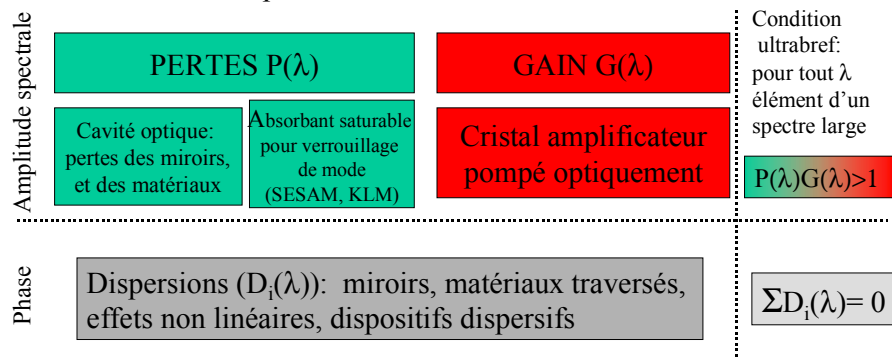 Amplitude spectrale
PERTES P(λ)
GAIN G(λ)
Condition
ultrabref:
pour tout λ
élément d'un
spectre large
Cavité optique:
pertes des miroirs,
et des matériaux
Absorbant saturable
pour verrouillage
de mode
(SESAM, KLM)
Cristal amplificateur
pompé optiquement
P(λ)G(λ)>1
Phase
Dispersions (Di(λ)): miroirs, matériaux traversés,
effets non linéaires, dispositifs dispersifs
ΣDi(λ)= 0